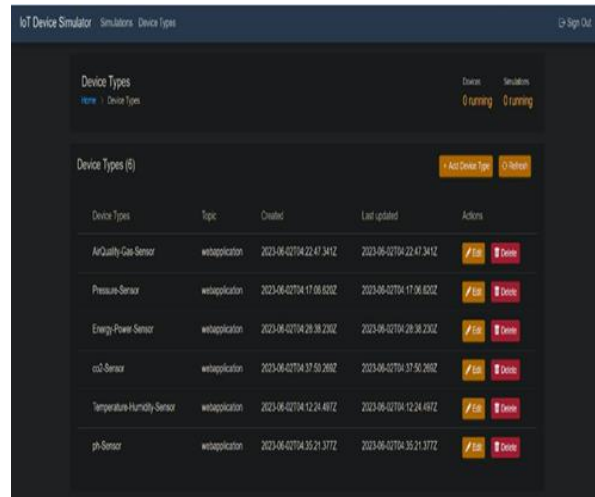 IoT Device Simulator Simulations Device Types Sign Out
Device Types
Home Device Types
Devices Simulations
0 running 0 running
Device Types (6)
+ Add Device Type Refresh
Device Types Topic Created Last updated Actions
AirQuality-Gas-Sensor webapplication 2023-06-02T04:22:47.341Z 2023-06-02T04:22:47.341Z Edit Delete
Pressure-Sensor webapplication 2023-06-02T04:17:06.820Z 2023-06-02T04:17:06.820Z Edit Delete
Energy-Power-Sensor webapplication 2023-06-02T04:28:38.230Z 2023-06-02T04:28:38.230Z Edit Delete
co2-Sensor webapplication 2023-06-02T04:37:50.269Z 2023-06-02T04:37:50.269Z Edit Delete
Temperature-Humidity-Sensor webapplication 2023-06-02T04:12:24.497Z 2023-06-02T04:12:24.497Z Edit Delete
ph-Sensor webapplication 2023-06-02T04:35:21.377Z 2023-06-02T04:35:21.377Z Edit Delete